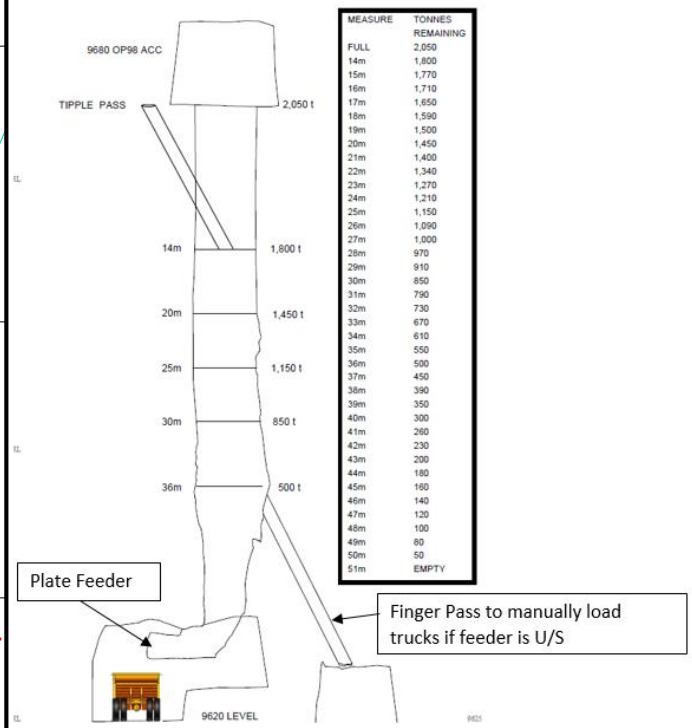 9680 OP98 ACC
TIPPLE PASS
2,050 t
14m 1,800 t
20m 1,450 t
25m 1,150 t
30m 850 t
36m 500 t
Plate Feeder
9620 LEVEL
Finger Pass to manually load
trucks if feeder is U/S
9625
MEASURE TONNES
REMAINING
FULL 2,050
14m 1,800
15m 1,770
16m 1,710
17m 1,650
18m 1,590
19m 1,500
20m 1,450
21m 1,400
22m 1,340
23m 1,270
24m 1,210
25m 1,150
26m 1,090
27m 1,000
28m 970
29m 910
30m 850
31m 790
32m 730
33m 670
34m 610
35m 550
36m 500
37m 450
38m 390
39m 350
40m 300
41m 260
42m 230
43m 200
44m 180
45m 160
46m 140
47m 120
48m 100
49m 80
50m 50
51m EMPTY